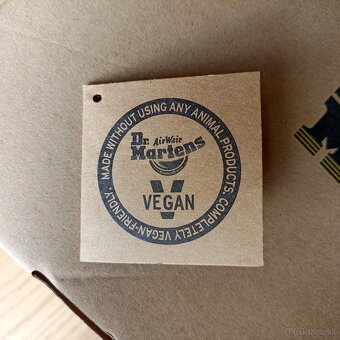 MADE WITHOUT USING ANY ANIMAL PRODUCTS. COMPLETELY VEGAN-FRIENDLY.
Dr. AirWair
Martens
V
VEGAN